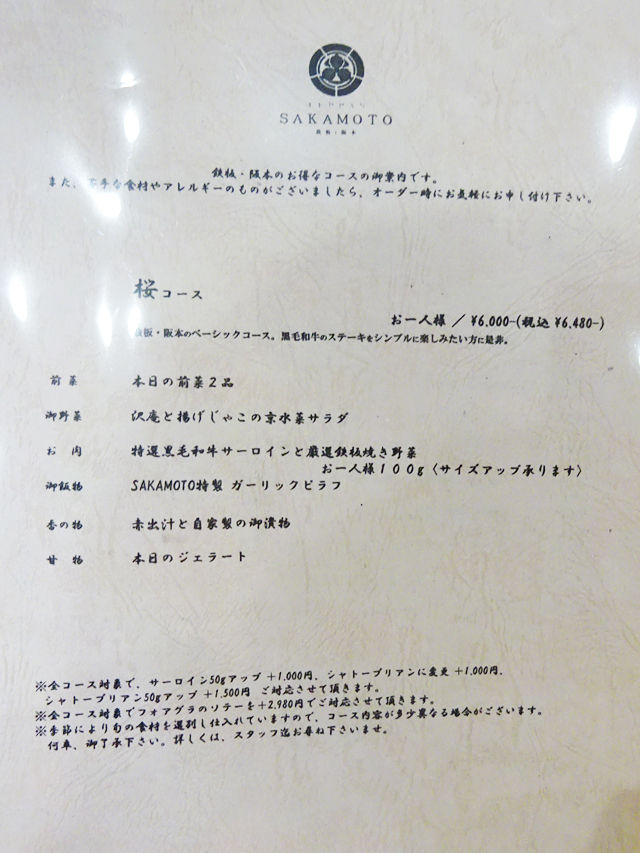 TEPPAN
SAKAMOTO
鉄板・阪本
鉄板・阪本のお得なコースの御案内です。
また、苦手な食材やアレルギーのものがございましたら、オーダー時にお気軽にお申し付け下さい。
桜コース
お一人様／¥6,000-(税込 ¥6,480-)
鉄板・阪本のベーシックコース。黒毛和牛のステーキをシンプルに楽しみたい方に是非。
前菜 本日の前菜2品
御野菜 沢庵と揚げじゃこの京水菜サラダ
お肉 特選黒毛和牛サーロインと厳選鉄板焼き野菜
お一人様100g〈サイズアップ承ります〉
御飯物 SAKAMOTO特製 ガーリックピラフ
香の物 赤出汁と自家製の御漬物
甘物 本日のジェラート
※全コース対象で、サーロイン50gアップ +1,000円、シャトーブリアンに変更 +1,000円、
シャトーブリアン50gアップ +1,500円 ご対応させて頂きます。
※全コース対象でフォアグラのソテーを+2,980円でご対応させて頂きます。
※季節により旬の食材を選別し仕入れていますので、コース内容が多少異なる場合がございます。
何卒、御了承下さい。詳しくは、スタッフ迄お尋ね下さいませ。